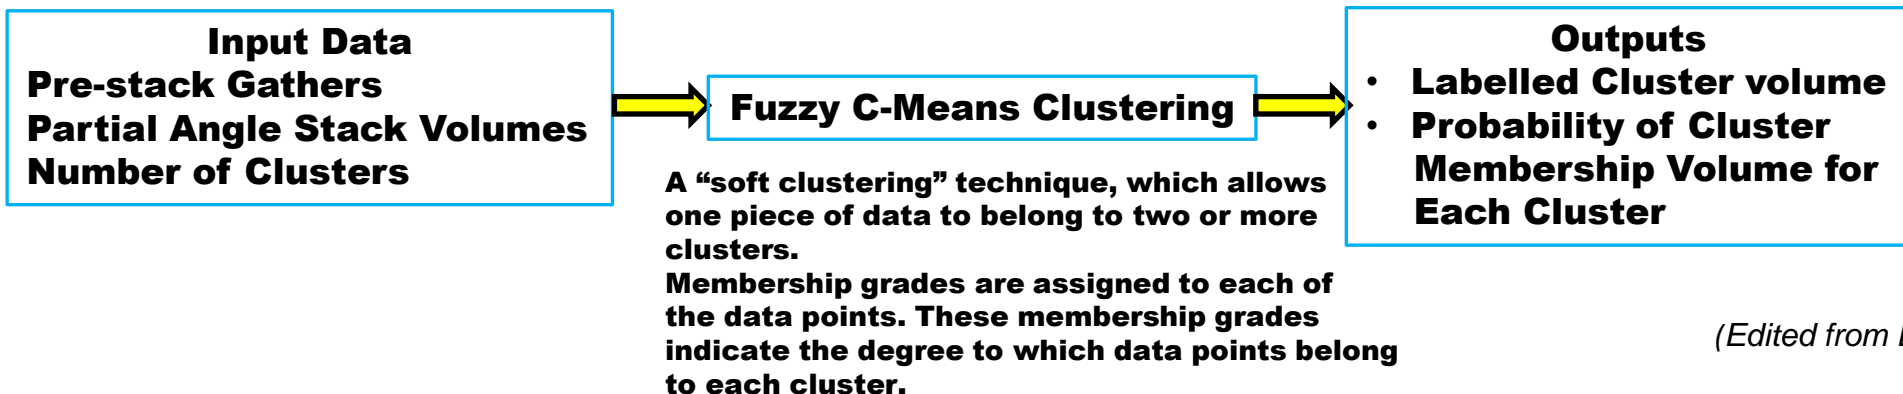 Input Data
Pre-stack Gathers
Partial Angle Stack Volumes
Number of Clusters
Fuzzy C-Means Clustering
A “soft clustering” technique, which allows
one piece of data to belong to two or more
clusters.
Membership grades are assigned to each of
the data points. These membership grades
indicate the degree to which data points belong
to each cluster.
Outputs
• Labelled Cluster volume
• Probability of Cluster
Membership Volume for
Each Cluster
(Edited from